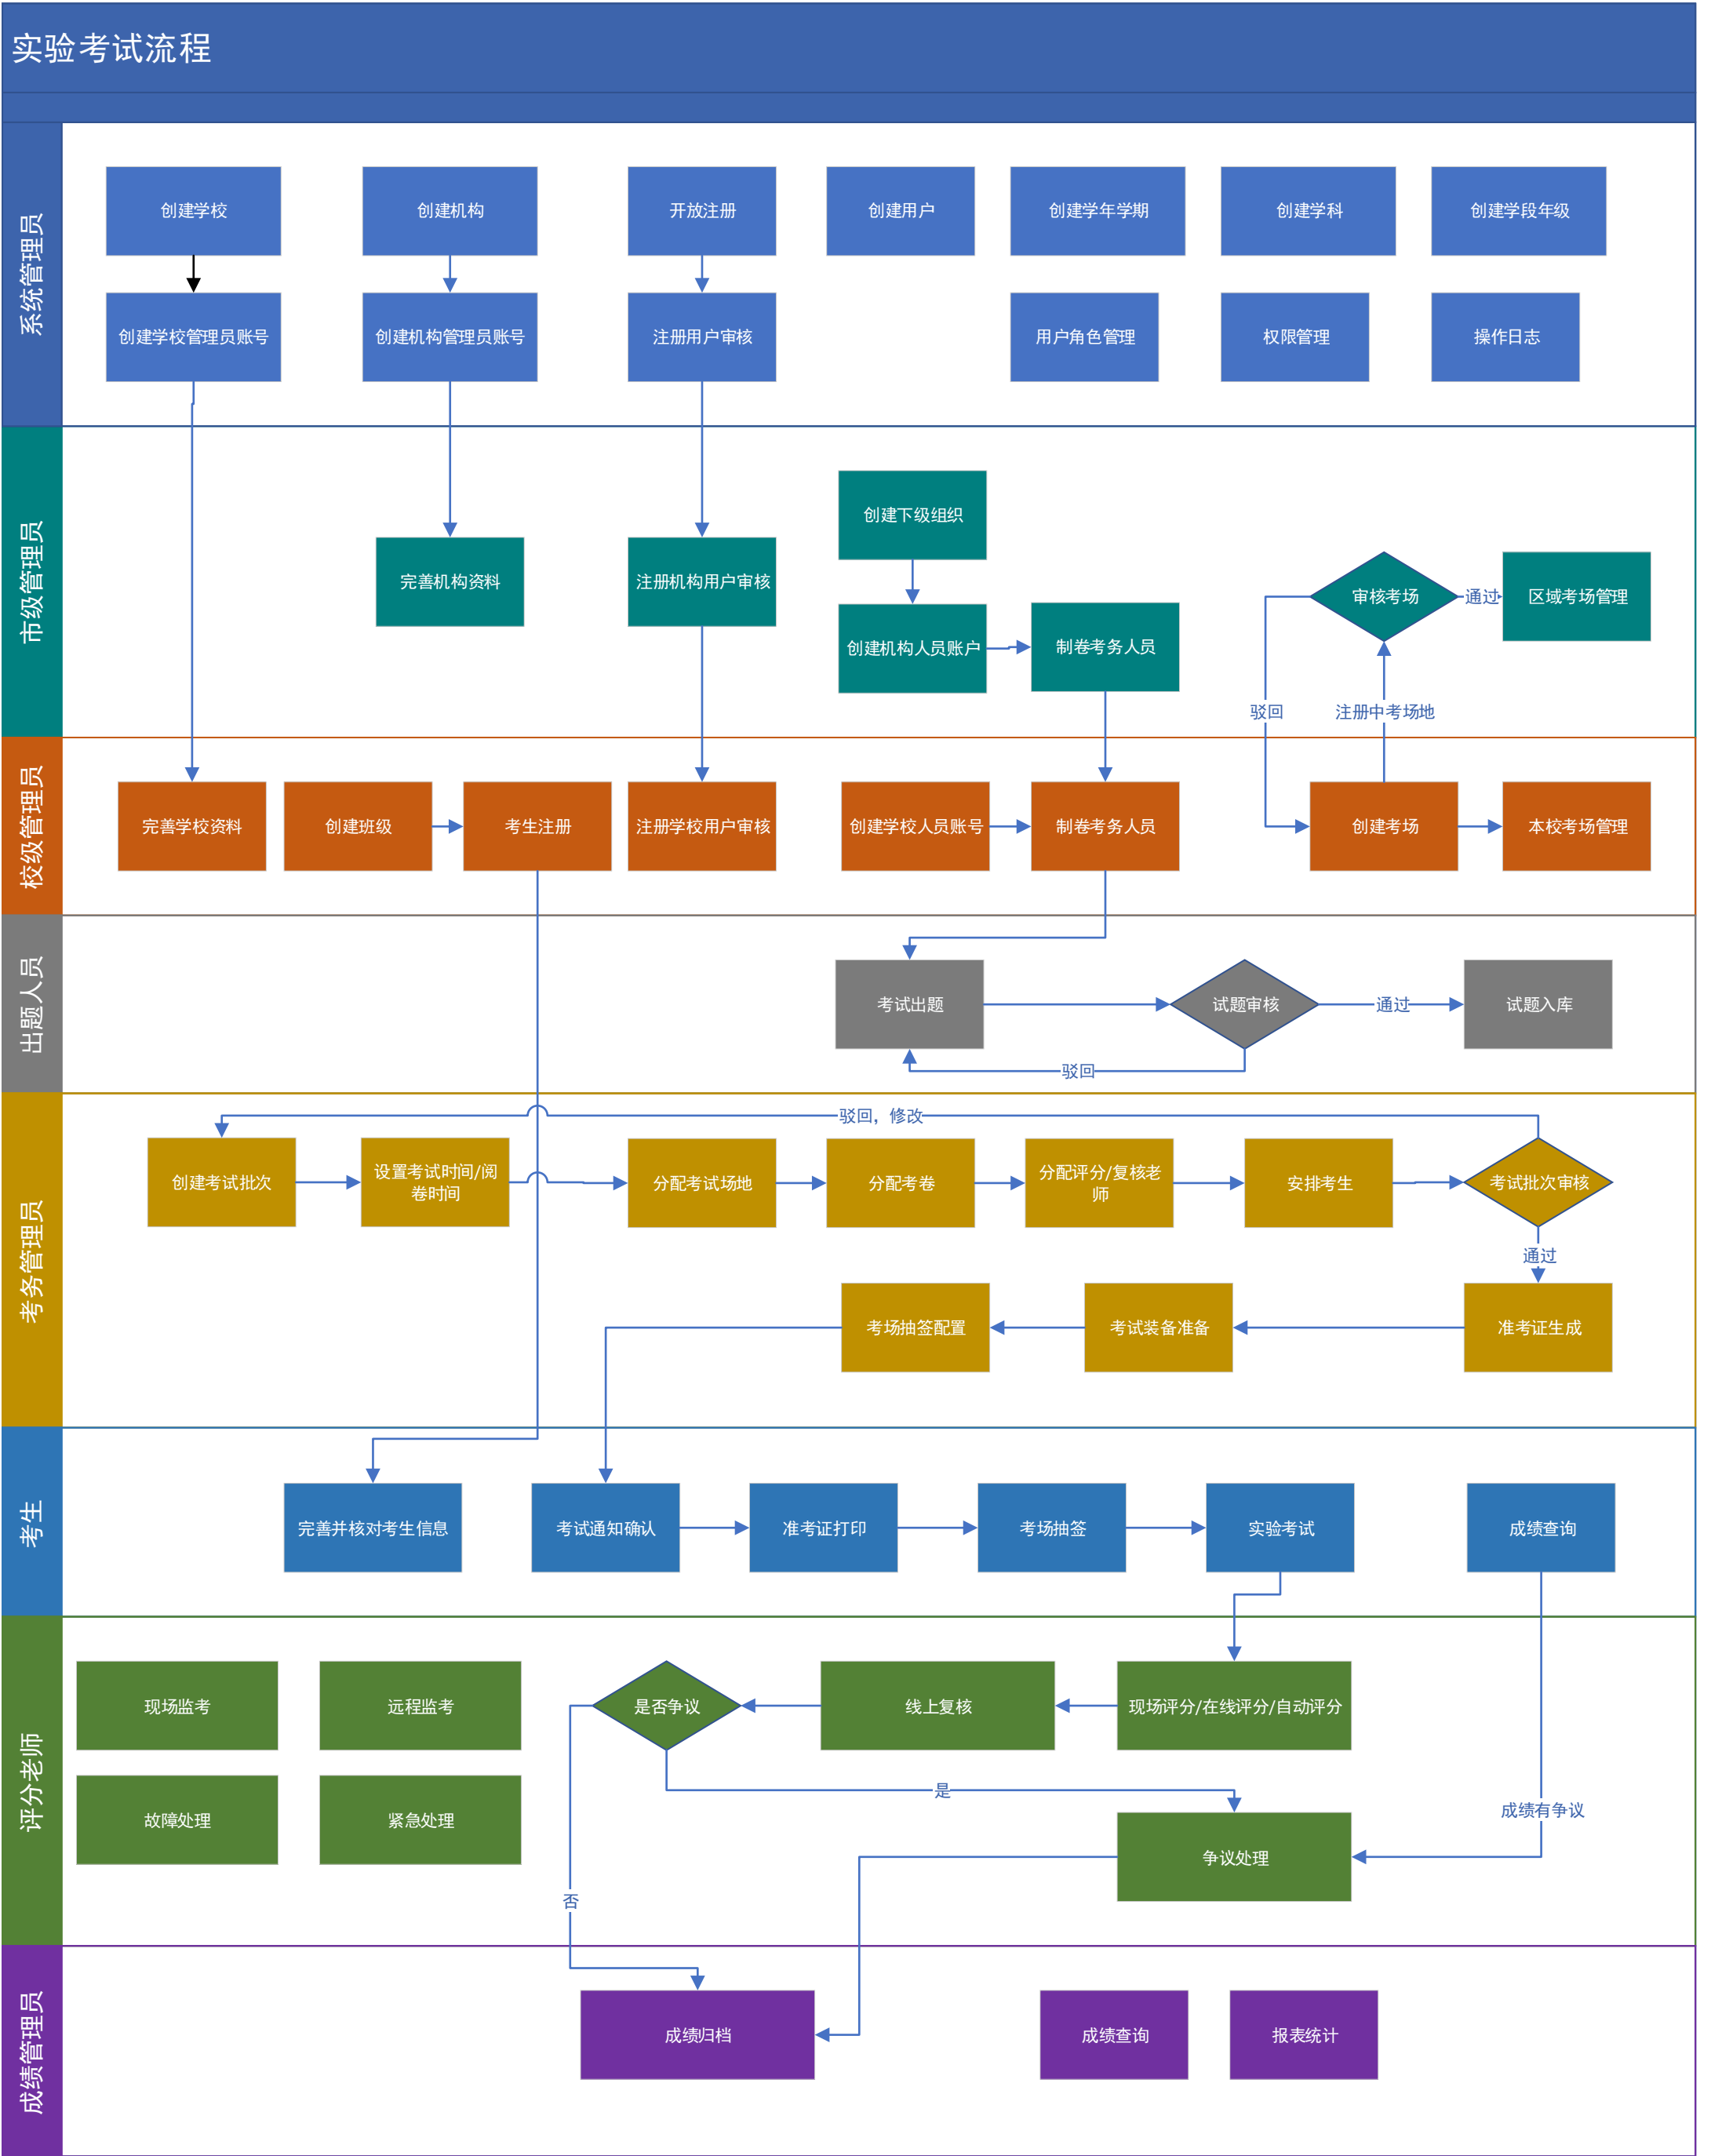 实验考试流程
系统管理员
创建学校
创建机构
开放注册
创建用户
创建学年学期
创建学科
创建学段年级
创建学校管理员账号
创建机构管理员账号
注册用户审核
用户角色管理
权限管理
操作日志
市级管理员
创建下级组织
完善机构资料
注册机构用户审核
审核考场
通过
区域考场管理
创建机构人员账户
制卷考务人员
驳回
注册中考场地
校级管理员
完善学校资料
创建班级
考生注册
注册学校用户审核
创建学校人员账号
制卷考务人员
创建考场
本校考场管理
出题人员
考试出题
试题审核
通过
试题入库
驳回
考务管理员
驳回，修改
创建考试批次
设置考试时间/阅
卷时间
分配考试场地
分配考卷
分配评分/复核老
师
安排考生
考试批次审核
通过
考场抽签配置
考试装备准备
准考证生成
考生
完善并核对考生信息
考试通知确认
准考证打印
考场抽签
实验考试
成绩查询
评分老师
现场监考
远程监考
是否争议
线上复核
现场评分/在线评分/自动评分
是
成绩有争议
故障处理
紧急处理
争议处理
否
成绩管理员
成绩归档
成绩查询
报表统计